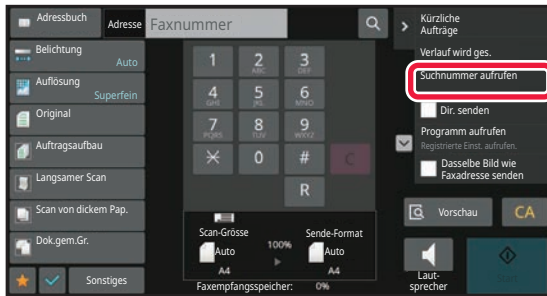 Adressbuch
Adresse
Faxnummer
Belichtung
Auto
Auflösung
Superfein
Original
Auftragsaufbau
Langsamer Scan
Scan von dickem Pap.
Dok.gem.Gr.
Sonstiges
1
2
ABC
3
DEF
4
GHI
5
JKL
6
MNO
7
PQRS
8
TUV
9
WXYZ
0
#
C
R
Scan-Grösse
Auto
A4
100%
Sende-Format
Auto
A4
Faxempfangsspeicher: 0%
Kürzliche
Aufträge
Verlauf wird ges.
Suchnummer aufrufen
Dir. senden
Programm aufrufen
Registrierte Einst. aufrufen.
Dasselbe Bild wie
Faxadresse senden
Vorschau
CA
Laut-
sprecher
Start